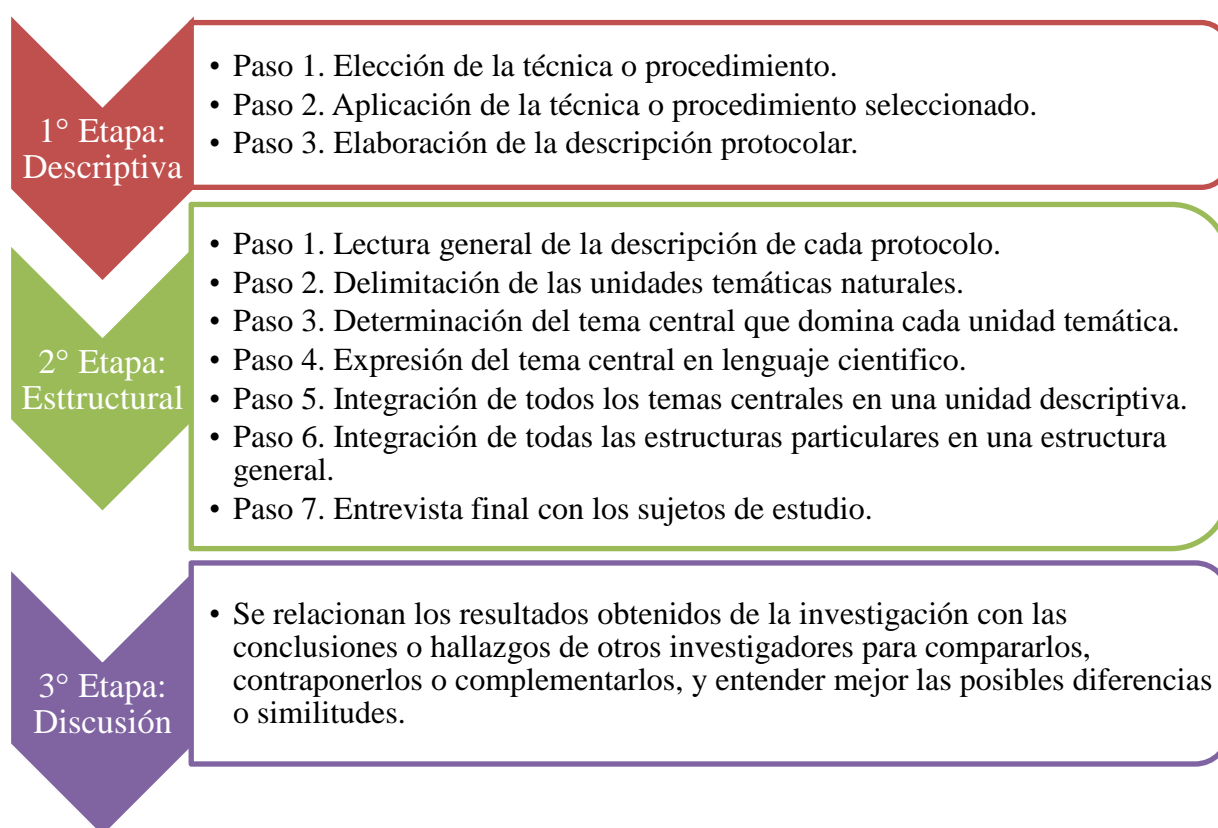 1° Etapa:
Descriptiva
• Paso 1. Elección de la técnica o procedimiento.
• Paso 2. Aplicación de la técnica o procedimiento seleccionado.
• Paso 3. Elaboración de la descripción protocolar.
2° Etapa:
Esttructural
• Paso 1. Lectura general de la descripción de cada protocolo.
• Paso 2. Delimitación de las unidades temáticas naturales.
• Paso 3. Determinación del tema central que domina cada unidad temática.
• Paso 4. Expresión del tema central en lenguaje cientifico.
• Paso 5. Integración de todos los temas centrales en una unidad descriptiva.
• Paso 6. Integración de todas las estructuras particulares en una estructura
general.
• Paso 7. Entrevista final con los sujetos de estudio.
3° Etapa:
Discusión
• Se relacionan los resultados obtenidos de la investigación con las
conclusiones o hallazgos de otros investigadores para compararlos,
contraponerlos o complementarlos, y entender mejor las posibles diferencias
o similitudes.